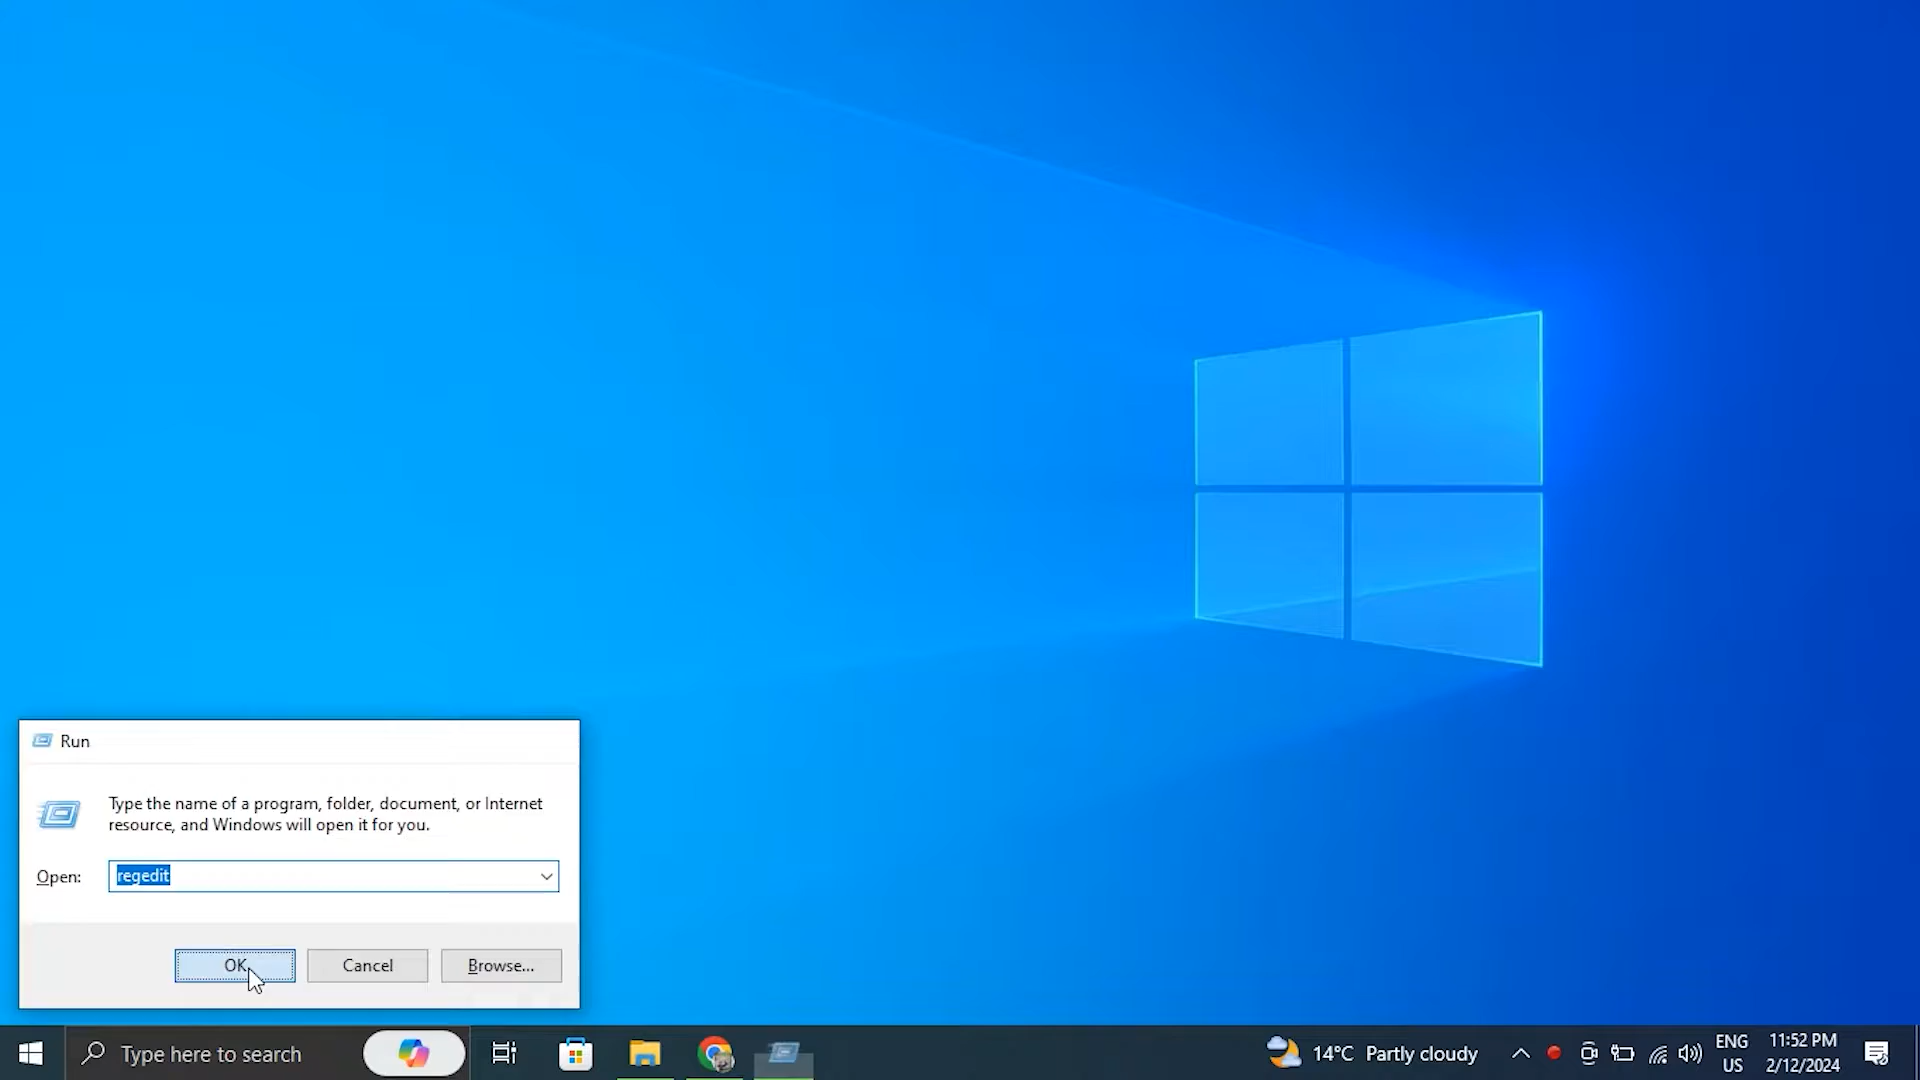 Run
Type the name of a program, folder, document, or Internet
resource, and Windows will open it for you.
Open: regedit
OK Cancel Browse...
Type here to search
14°C Partly cloudy
ENG
US
11:52 PM
2/12/2024